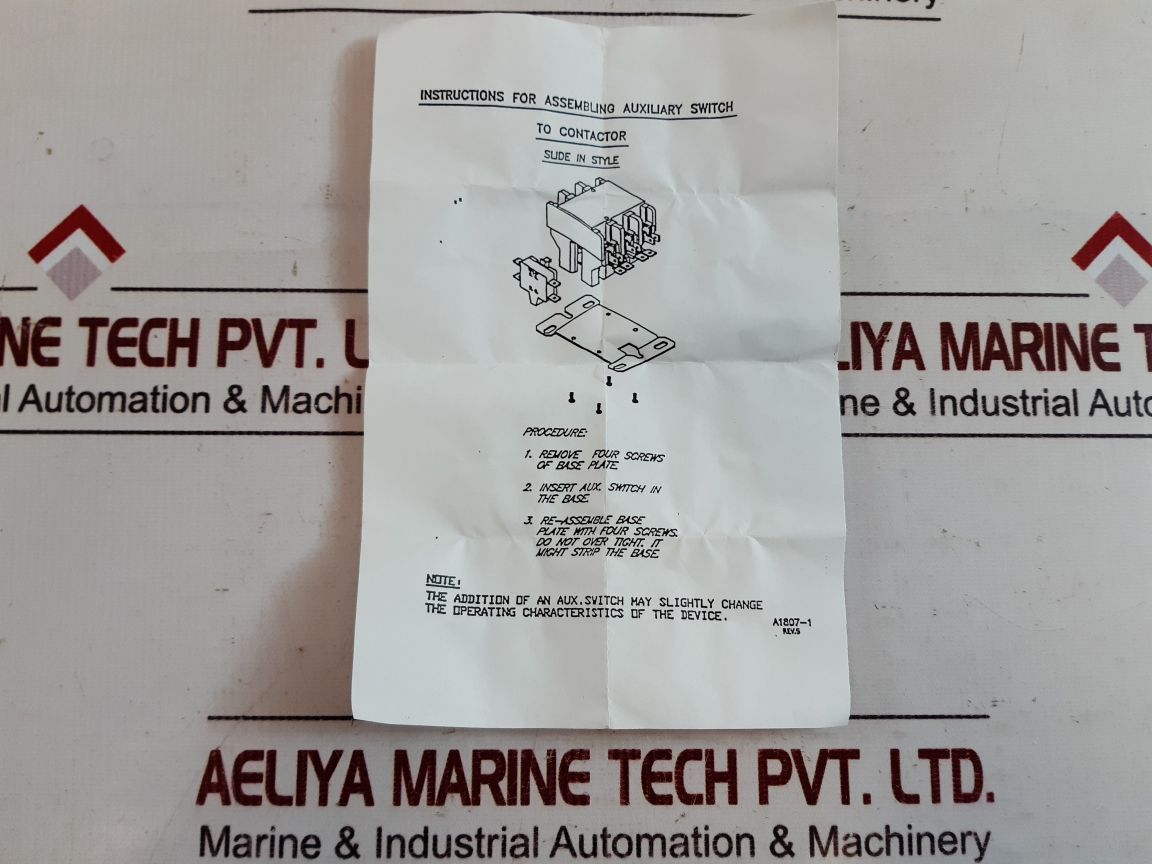 hinery
INSTRUCTIONS FOR ASSEMBLING AUXILIARY SWITCH
TO CONTACTOR
SLIDE IN STYLE
NE TECH PVT. L
l Automation & Machi
LIYA MARINE T
ne & Industrial Auto
PROCEDURE:
1. REMOVE FOUR SCREWS
OF BASE PLATE
2. INSERT AUX. SWITCH IN
THE BASE.
3. RE-ASSEMBLE BASE
PLATE WITH FOUR SCREWS.
DO NOT OVER TIGHT. IT
MIGHT STRIP THE BASE
NOTE:
THE ADDITION OF AN AUX.SWITCH MAY SLIGHTLY CHANGE
THE OPERATING CHARACTERISTICS OF THE DEVICE.
A1807-1
REV.5
AELIYA MARINE TECH PVT. LTD.
Marine & Industrial Automation & Machinery